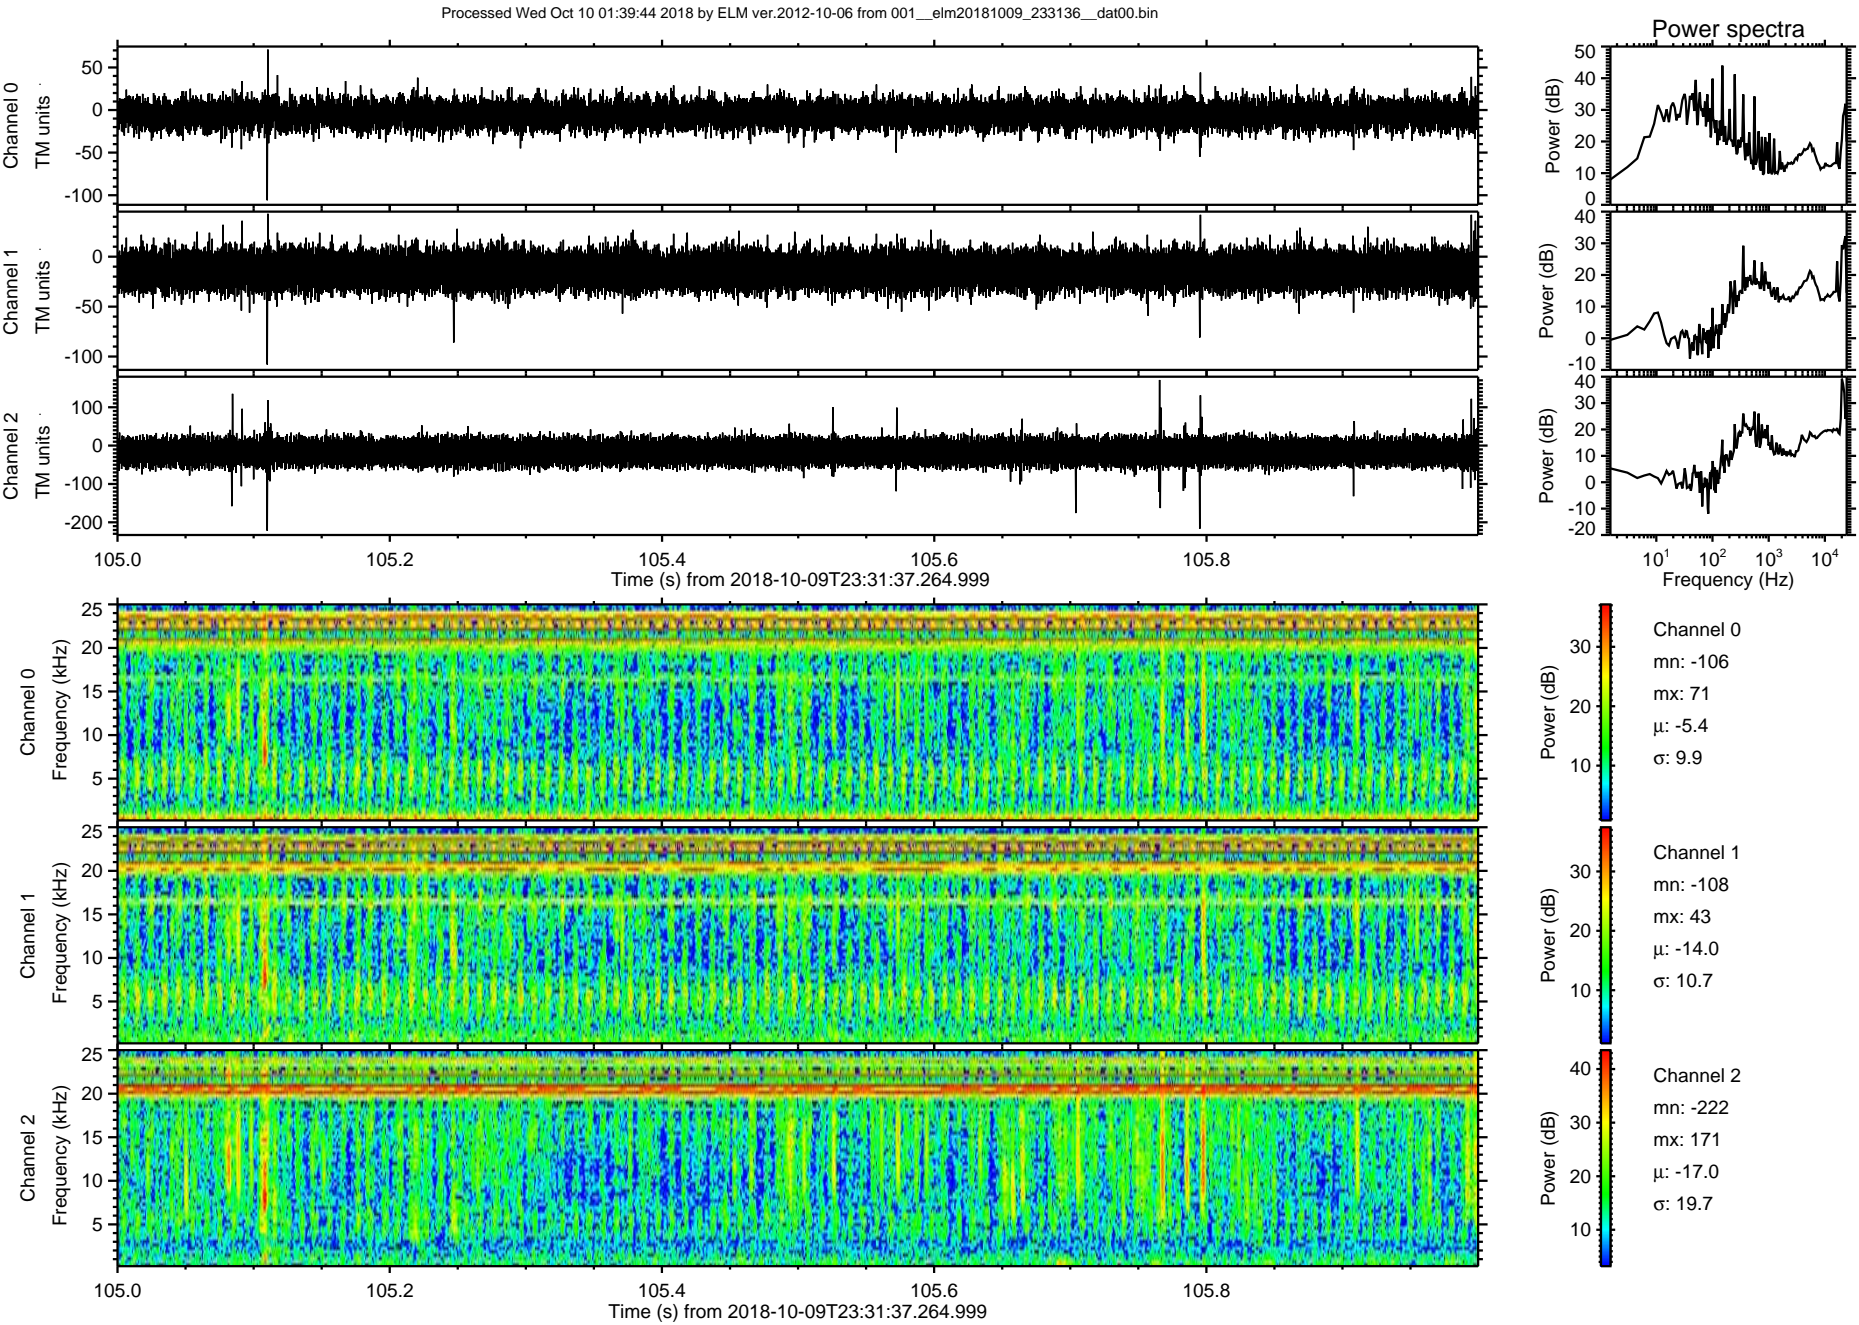 Processed Wed Oct 10 01:39:44 2018 by ELM ver.2012-10-06 from 001__elm20181009_233136__dat00.bin
Power spectra
Channel 0
TM units
50
0
-50
-100
Power (dB)
50
40
30
20
10
0
Channel 1
TM units
0
-50
-100
Power (dB)
40
30
20
10
0
-10
Channel 2
TM units
100
0
-100
-200
Power (dB)
40
30
20
10
0
-10
-20
105.0 105.2 105.4 105.6 105.8
Time (s) from 2018-10-09T23:31:37.264.999
10¹ 10² 10³ 10⁴
Frequency (Hz)
Channel 0
Frequency (kHz)
25
20
15
10
5
Power (dB)
30
20
10
Channel 0
mn: -106
mx: 71
μ: -5.4
σ: 9.9
Channel 1
Frequency (kHz)
25
20
15
10
5
Power (dB)
30
20
10
Channel 1
mn: -108
mx: 43
μ: -14.0
σ: 10.7
Channel 2
Frequency (kHz)
25
20
15
10
5
Power (dB)
40
30
20
10
Channel 2
mn: -222
mx: 171
μ: -17.0
σ: 19.7
105.0 105.2 105.4 105.6 105.8
Time (s) from 2018-10-09T23:31:37.264.999